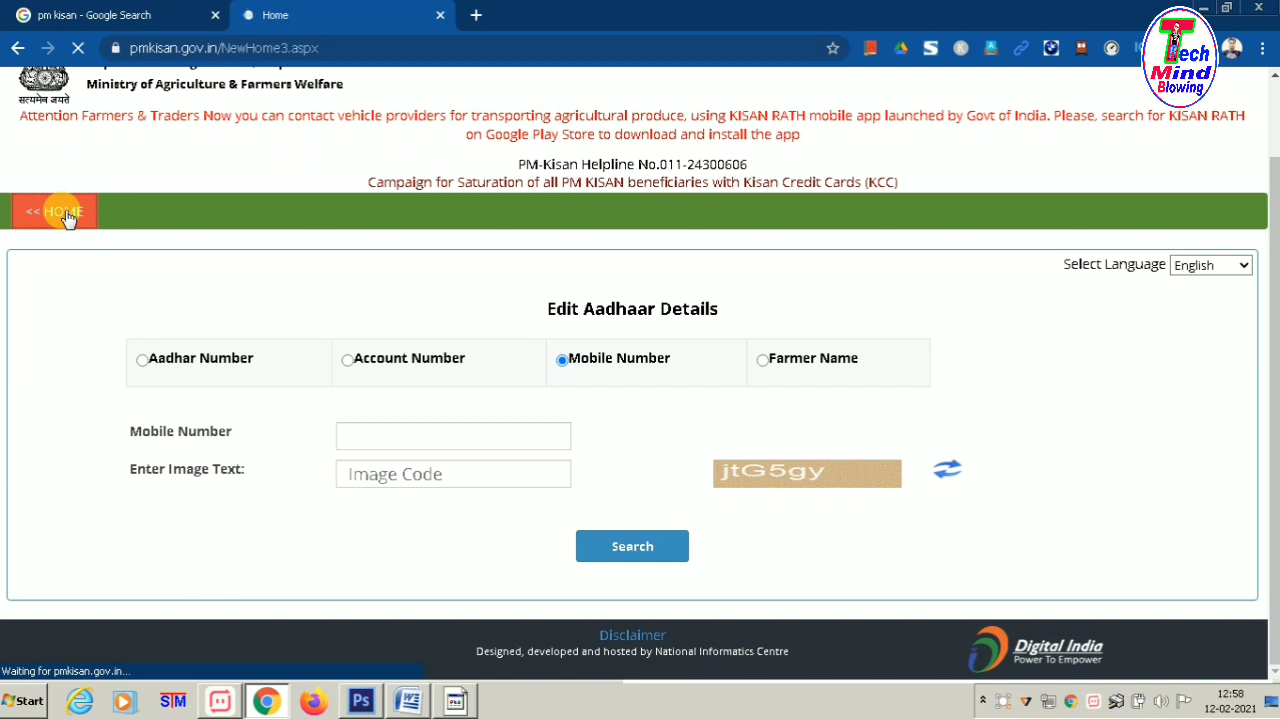 pm kisan - Google Search
Home
pmkisan.gov.in/NewHome3.aspx
Tech
Mind
Blowing
सत्यमेव जयते
Ministry of Agriculture & Farmers Welfare
Attention Farmers & Traders Now you can contact vehicle providers for transporting agricultural produce, using KISAN RATH mobile app launched by Govt of India. Please, search for KISAN RATH
on Google Play Store to download and install the app
PM-Kisan Helpline No.011-24300606
Campaign for Saturation of all PM KISAN beneficiaries with Kisan Credit Cards (KCC)
<< HOME
Select Language English
Edit Aadhaar Details
Aadhar Number Account Number Mobile Number Farmer Name
Mobile Number
Enter Image Text: Image Code jtG5gy
Search
Disclaimer
Designed, developed and hosted by National Informatics Centre
Digital India
Power To Empower
Waiting for pmkisan.gov.in...
Start STM Ps 12:58
12-02-2021